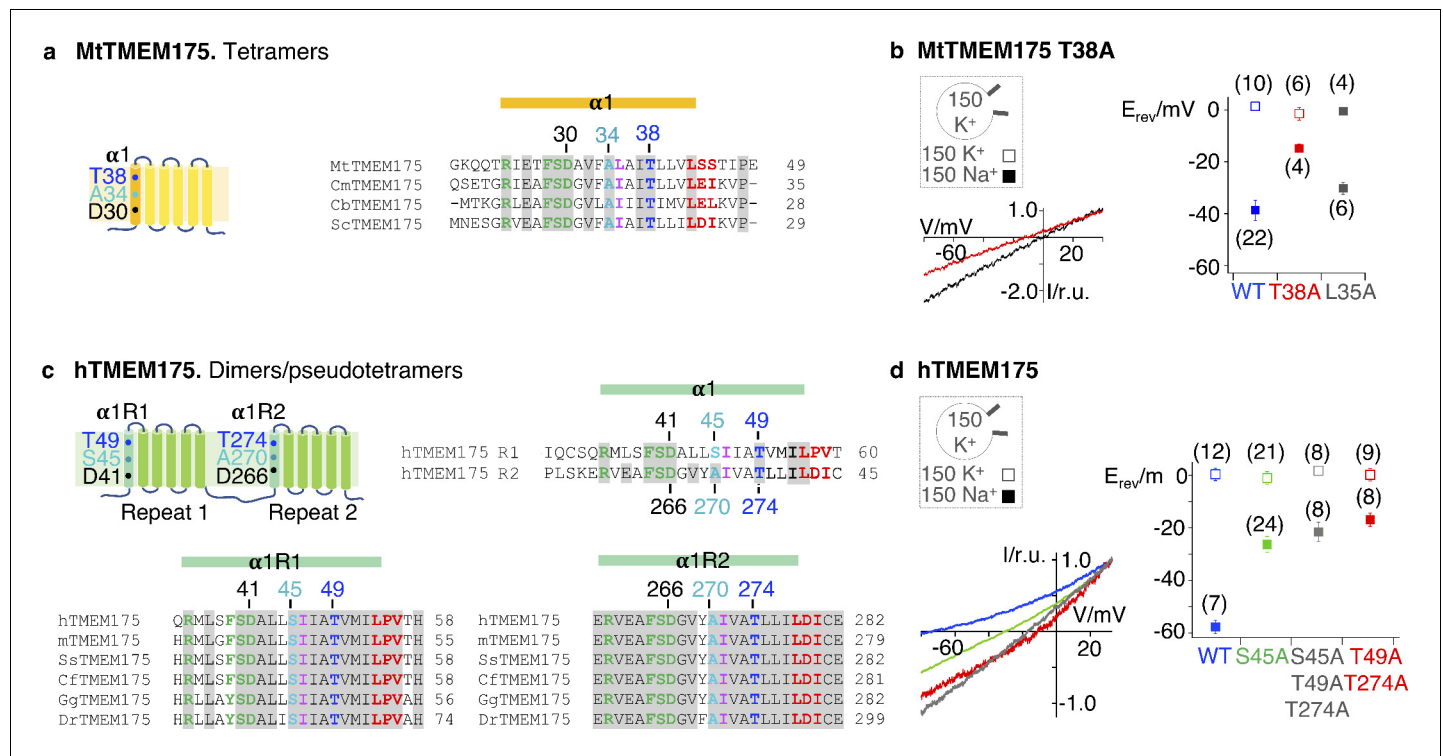 a MtTMEM175. Tetramers
α1
T38
A34
D30
α1
30 34 38
MtTMEM175 GKQQTRIETFSDAVFALAITLLVLSSTIPE 49
CmTMEM175 QSETGRIEAFSDGVFAIAITLLVLEIKVP- 35
CbTMEM175 -MTKGRLEAFSDGVLAIIITIMVLELKVP- 28
ScTMEM175 MNESGRVEAFSDGVLAIAITILILDIKVP- 29
b MtTMEM175 T38A
150
K+
150 K+
150 Na+
V/mV
-60
20
1.0
-2.0
I/r.u.
Erev/mV
0
-20
-40
-60
(10) (6) (4)
(22) (4) (6)
WT T38A L35A
c hTMEM175. Dimers/pseudotetramers
α1R1 α1R2
T49 T274
S45 A270
D41 D266
Repeat 1 Repeat 2
α1
41 45 49
hTMEM175 R1 IQCSQRMLSFSDALLSIIATVMILPVT 60
hTMEM175 R2 PLSKERVEAFSDGVYAIVATLLILDIC 45
266 270 274
α1R1
41 45 49
hTMEM175 QRMLSFSDALLSIIATVMILPVTH 58
mTMEM175 HRMLGFSDALLSIIATVMILPVTH 55
SsTMEM175 HRMLSFSDALLSIIATVMILPVTH 58
CfTMEM175 HRMLSFSDALLSIIATVMILPVTH 58
GgTMEM175 HRLLAYSDALLSIIATVMILPVAH 56
DrTMEM175 HRLLAYSDALISIIATVMILPVAH 74
α1R2
266 270 274
hTMEM175 ERVEAFSDGVYAIVATLLILDICE 282
mTMEM175 ERVEAFSDGVYAIVATLLILDICE 279
SsTMEM175 ERVEAFSDGVYAIVATLLILDICE 282
CfTMEM175 ERVEAFSDGVYAIVATLLILDICE 281
GgTMEM175 ERVEAFSDGVYAIVATLLILDICE 282
DrTMEM175 ERVEAFSDGVFAIVATLLILDICE 299
d hTMEM175
150
K+
150 K+
150 Na+
I/r.u.
1.0
V/mV
-60
20
-1.0
Erev/m
0
-20
-40
-60
(12) (21) (8) (9)
(7) (24) (8) (8)
WT S45A S45A T49A
T49A T274A
T274A